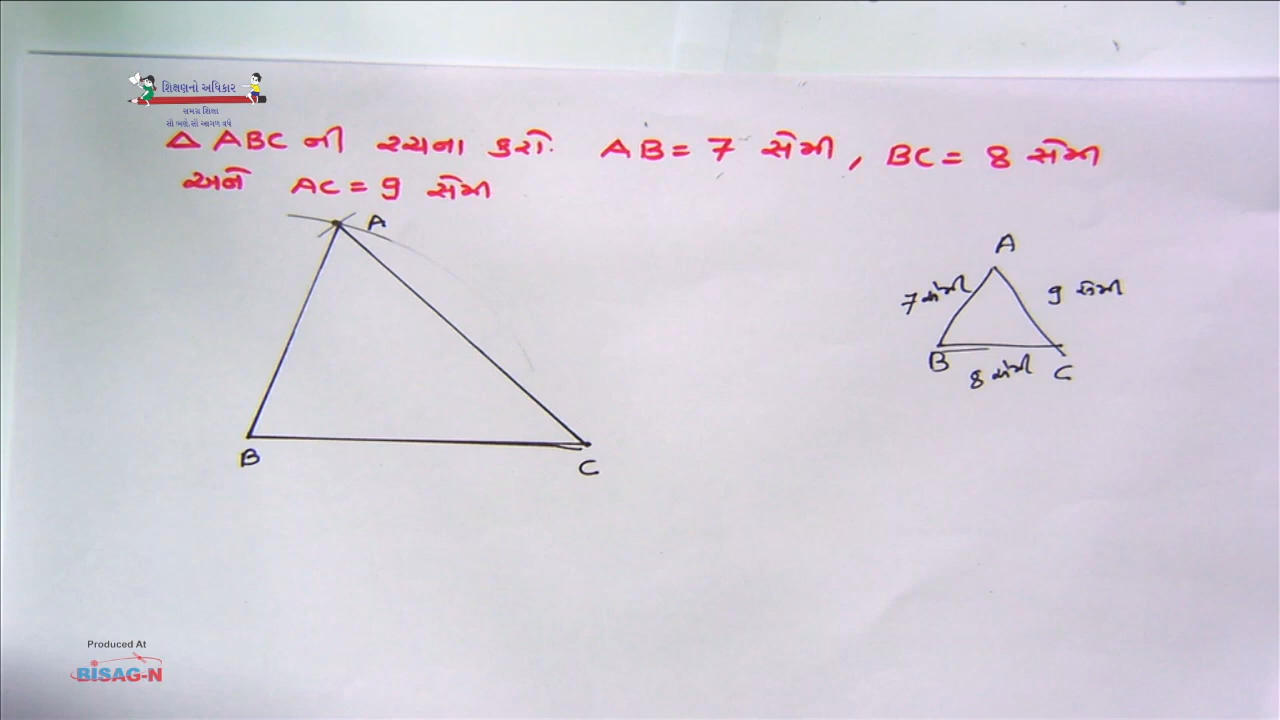 શિક્ષણનો અધિકાર
સમગ્ર શિક્ષા
સૌ ભણે, સૌ આગળ વધે
△ ABC ની રચના કરો. AB = 7 સેમી, BC = 8 સેમી
અને AC = 9 સેમી
A
B
C
A
7 સેમી
9 સેમી
B
8 સેમી
C
Produced At
BISAG-N